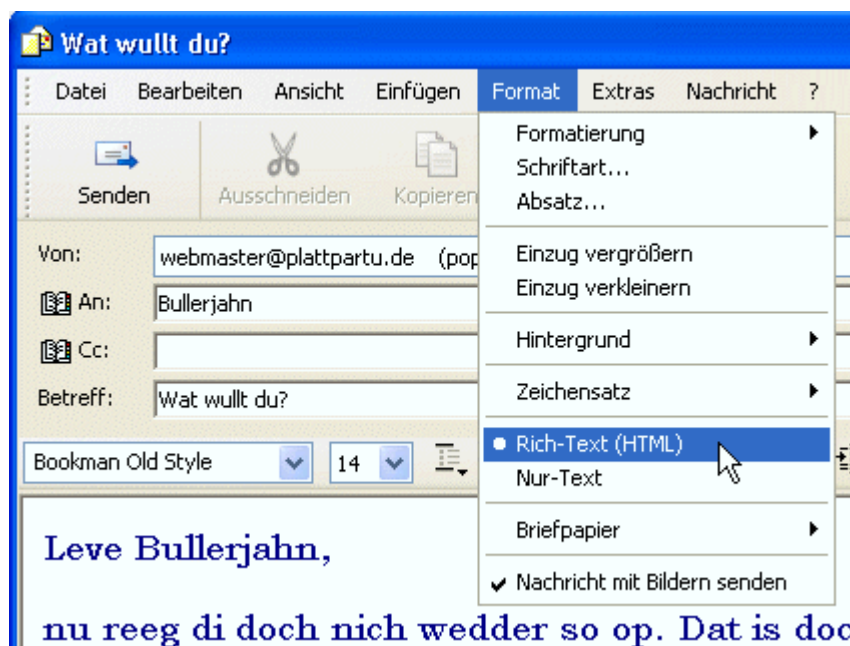 Wat wullt du?
Datei Bearbeiten Ansicht Einfügen Format Extras Nachricht ?
Senden Ausschneiden Kopieren
Formatierung
Schriftart...
Absatz...
Einzug vergrößern
Einzug verkleinern
Hintergrund
Zeichensatz
Rich-Text (HTML)
Nur-Text
Briefpapier
Nachricht mit Bildern senden
Von: webmaster@plattpartu.de
An: Bullerjahn
Cc:
Betreff: Wat wullt du?
Bookman Old Style 14
Leve Bullerjahn,
nu reeg di doch nich wedder so op. Dat is